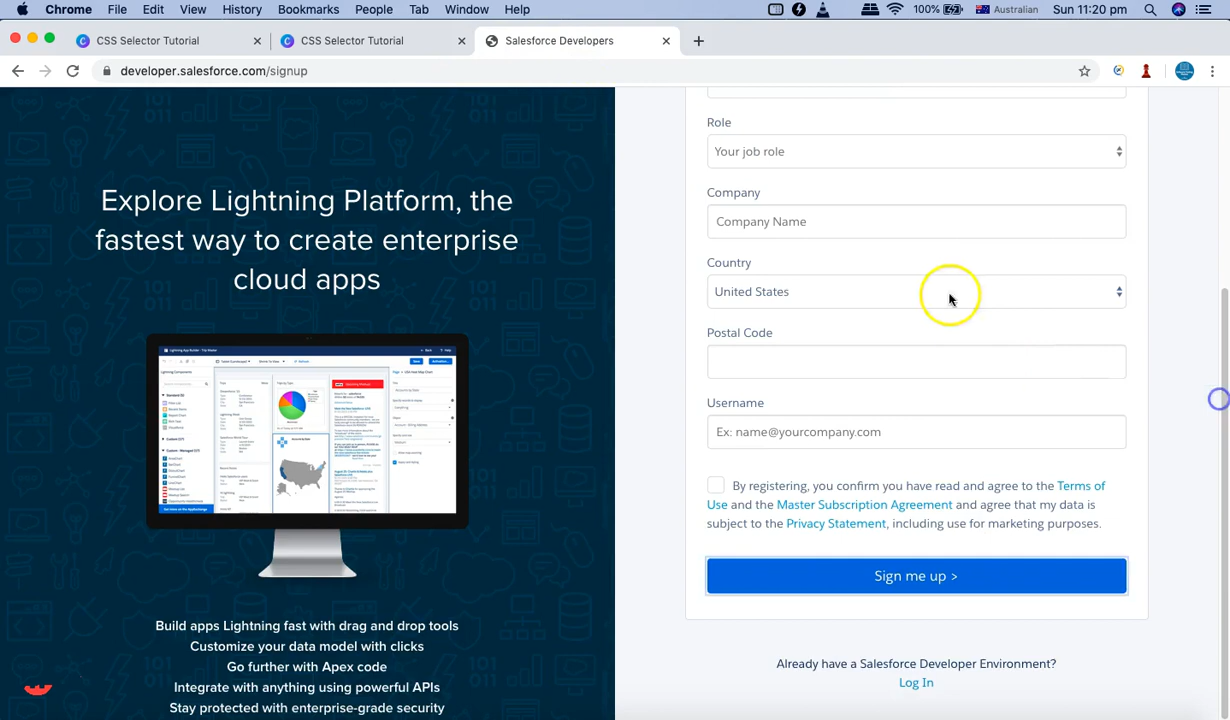 Chrome File Edit View History Bookmarks People Tab Window Help 100% Australian Sun 11:20 pm
CSS Selector Tutorial CSS Selector Tutorial Salesforce Developers
developer.salesforce.com/signup
Explore Lightning Platform, the
fastest way to create enterprise
cloud apps
Build apps Lightning fast with drag and drop tools
Customize your data model with clicks
Go further with Apex code
Integrate with anything using powerful APIs
Stay protected with enterprise-grade security
Role
Your job role
Company
Company Name
Country
United States
Postal Code
Username
Ex: name@yourcompany.com
By registering, you confirm you have read and agree to the Terms of
Use and the Master Subscription Agreement and agree that my data is
subject to the Privacy Statement, including use for marketing purposes.
Sign me up >
Already have a Salesforce Developer Environment?
Log In